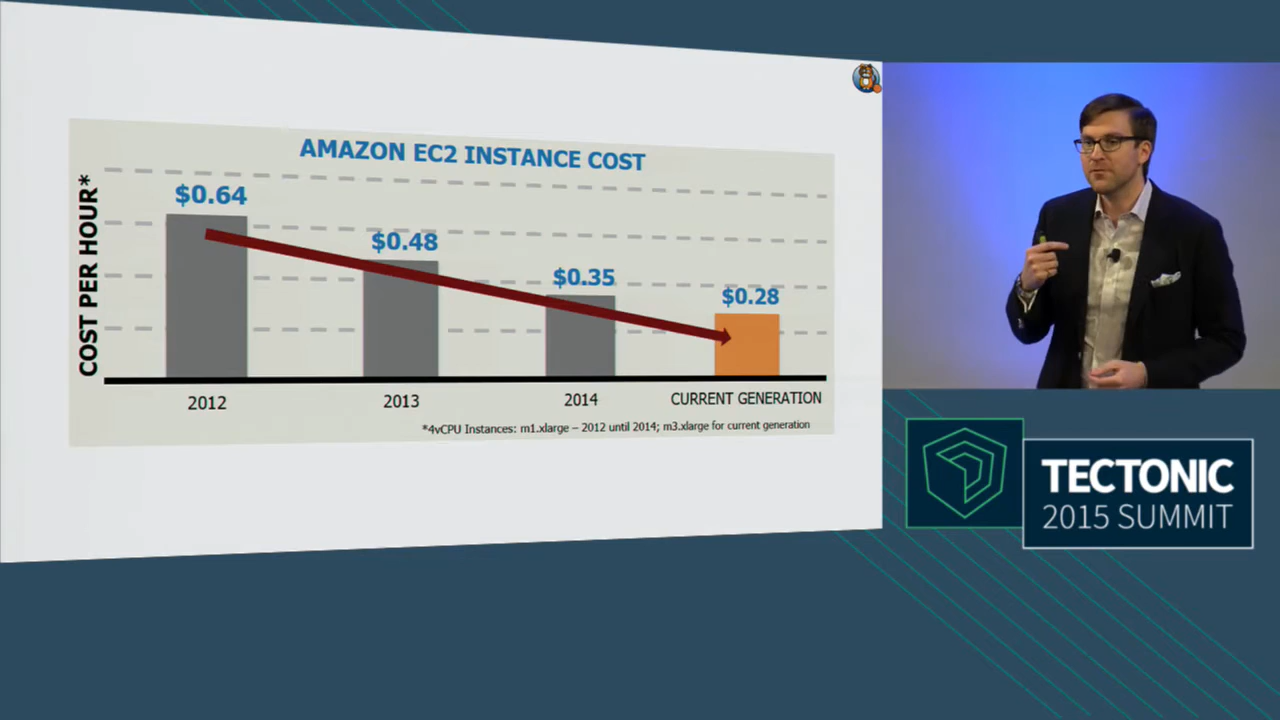 AMAZON EC2 INSTANCE COST
COST PER HOUR*
$0.64
$0.48
$0.35
$0.28
2012
2013
2014
CURRENT GENERATION
*4vCPU Instances: m1.xlarge – 2012 until 2014; m3.xlarge for current generation
TECTONIC
2015 SUMMIT